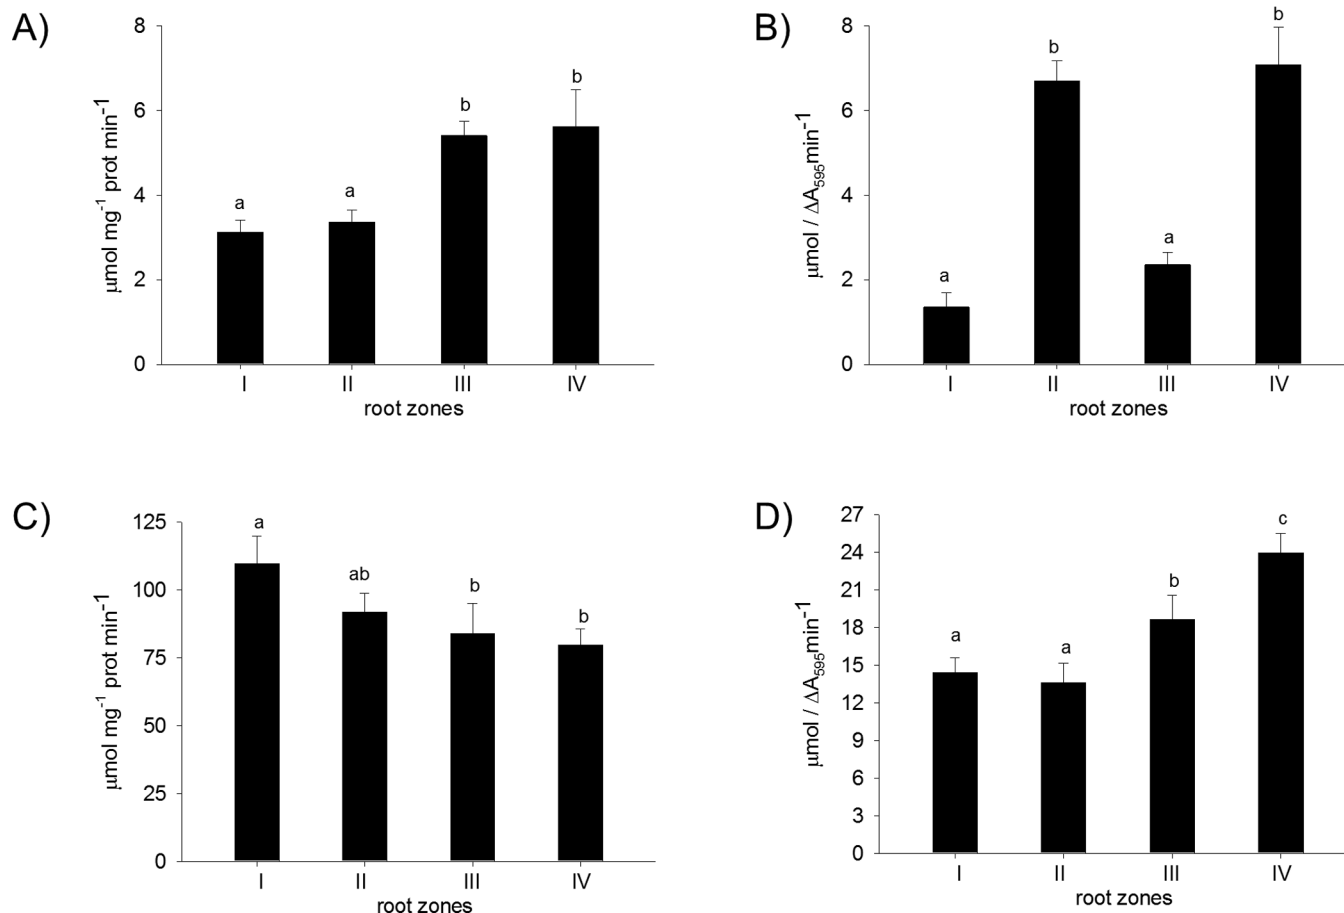 A)
μmol mg⁻¹ prot min⁻¹
8
6
4
2
0
a
a
b
b
I II III IV
root zones
B)
μmol / ΔA₅₉₅min⁻¹
8
6
4
2
0
a
b
a
b
I II III IV
root zones
C)
μmol mg⁻¹ prot min⁻¹
125
100
75
50
25
0
a
ab
b
b
I II III IV
root zones
D)
μmol / ΔA₅₉₅min⁻¹
27
24
21
18
15
12
9
6
3
0
a
a
b
c
I II III IV
root zones